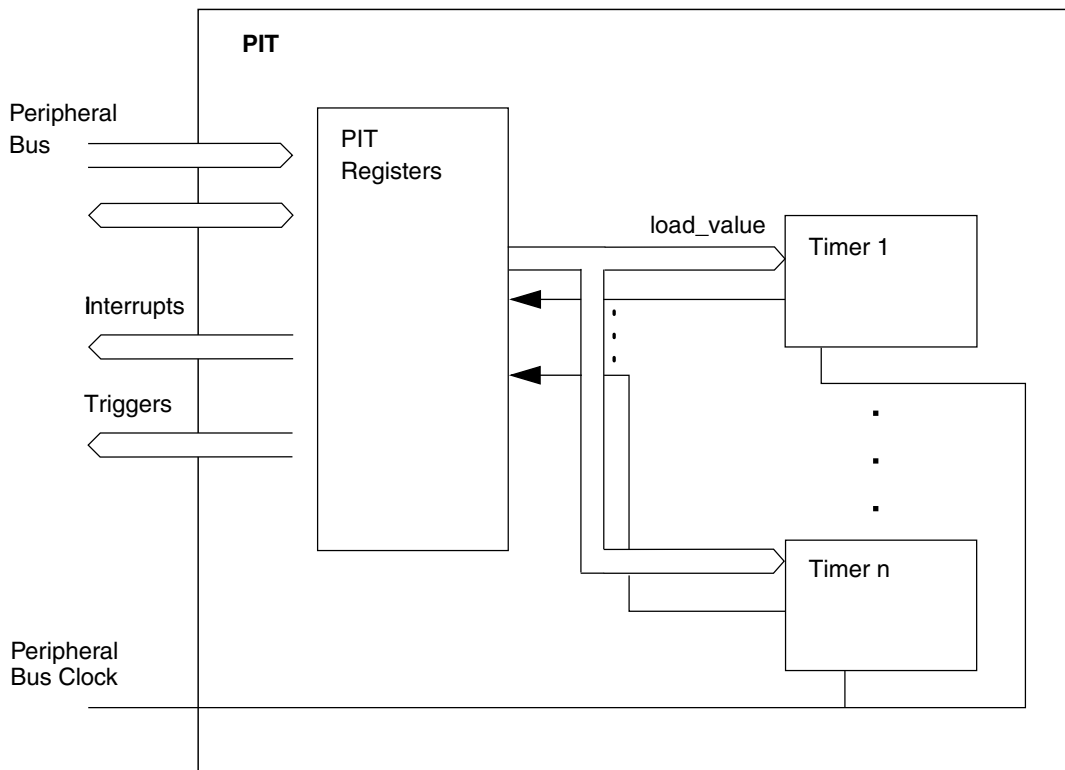 PIT
Peripheral
Bus
PIT
Registers
load_value
Timer 1
Interrupts
Triggers
Timer n
Peripheral
Bus Clock